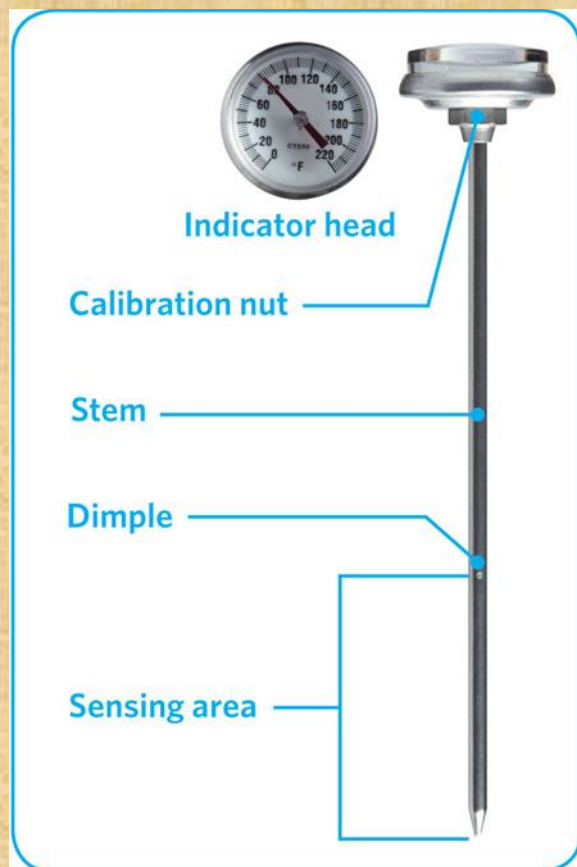 100 120
80 140
60 160
40 180
20 200
0 220
°F
Indicator head
Calibration nut
Stem
Dimple
Sensing area